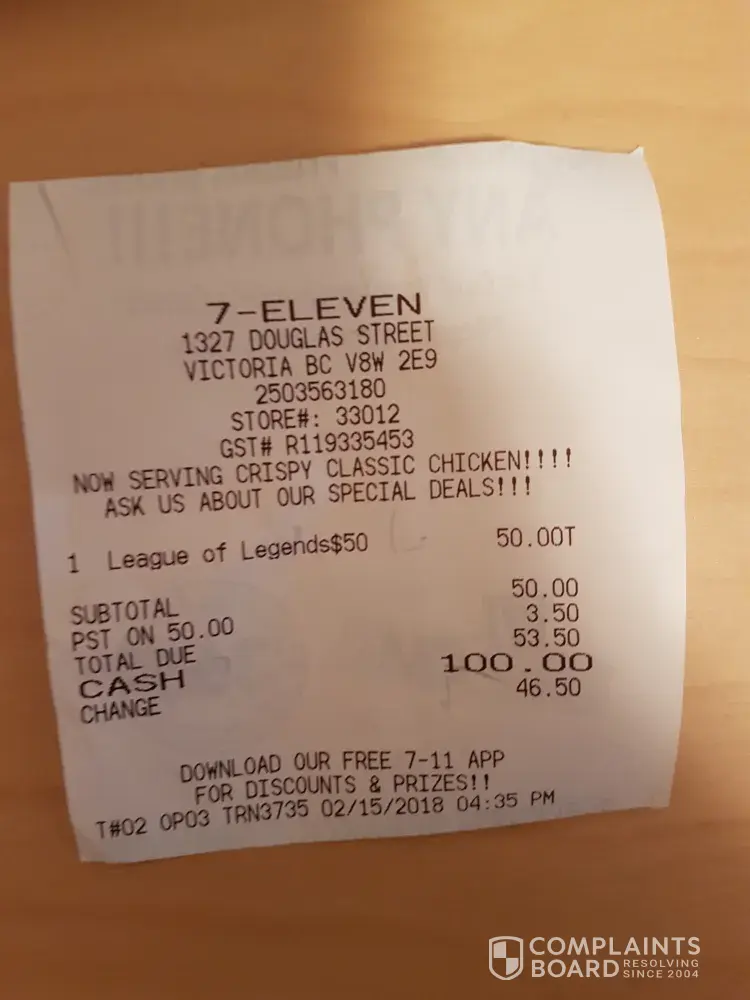 7-ELEVEN
1327 DOUGLAS STREET
VICTORIA BC V8W 2E9
2503563180
STORE#: 33012
GST# R119335453
NOW SERVING CRISPY CLASSIC CHICKEN!!!!
ASK US ABOUT OUR SPECIAL DEALS!!!
1 League of Legends$50 50.00T
SUBTOTAL 50.00
PST ON 50.00 3.50
TOTAL DUE 53.50
CASH 100.00
CHANGE 46.50
DOWNLOAD OUR FREE 7-11 APP
FOR DISCOUNTS & PRIZES!!
T#02 OP03 TRN3735 02/15/2018 04:35 PM
COMPLAINTS
BOARD RESOLVING
SINCE 2004